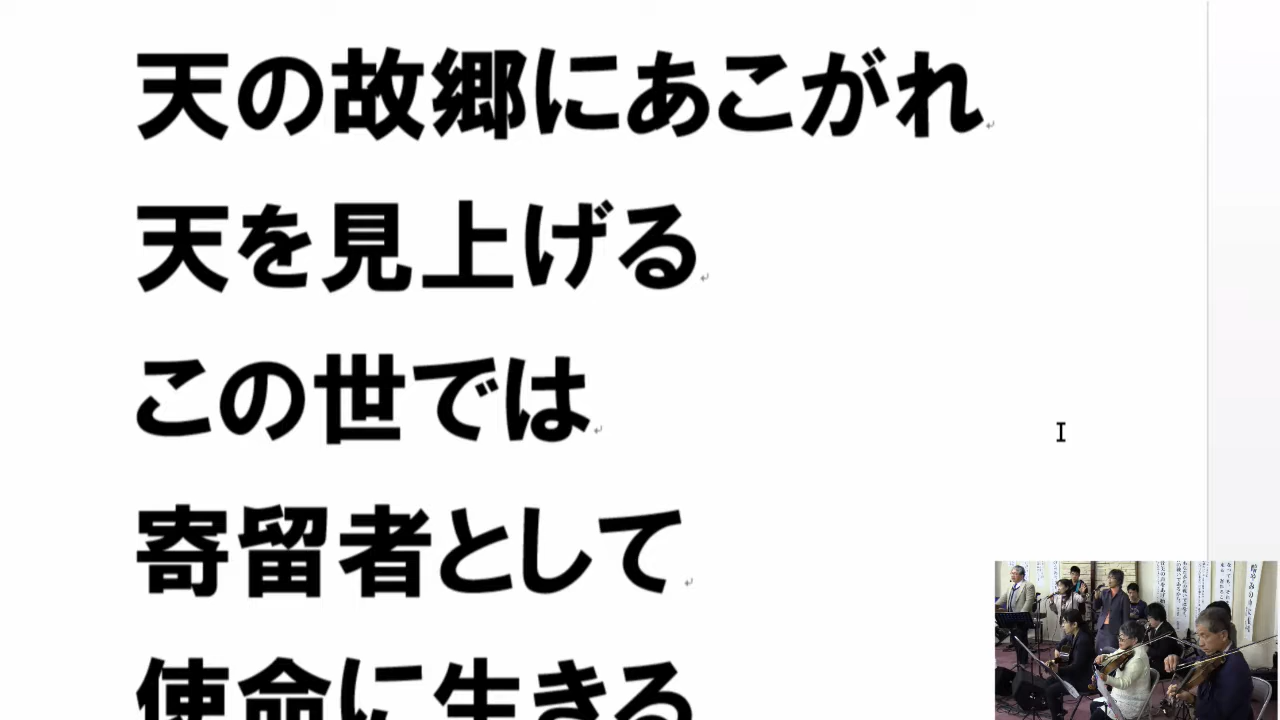 天の故郷にあこがれ
天を見上げる
この世では
寄留者として
使命に生きる